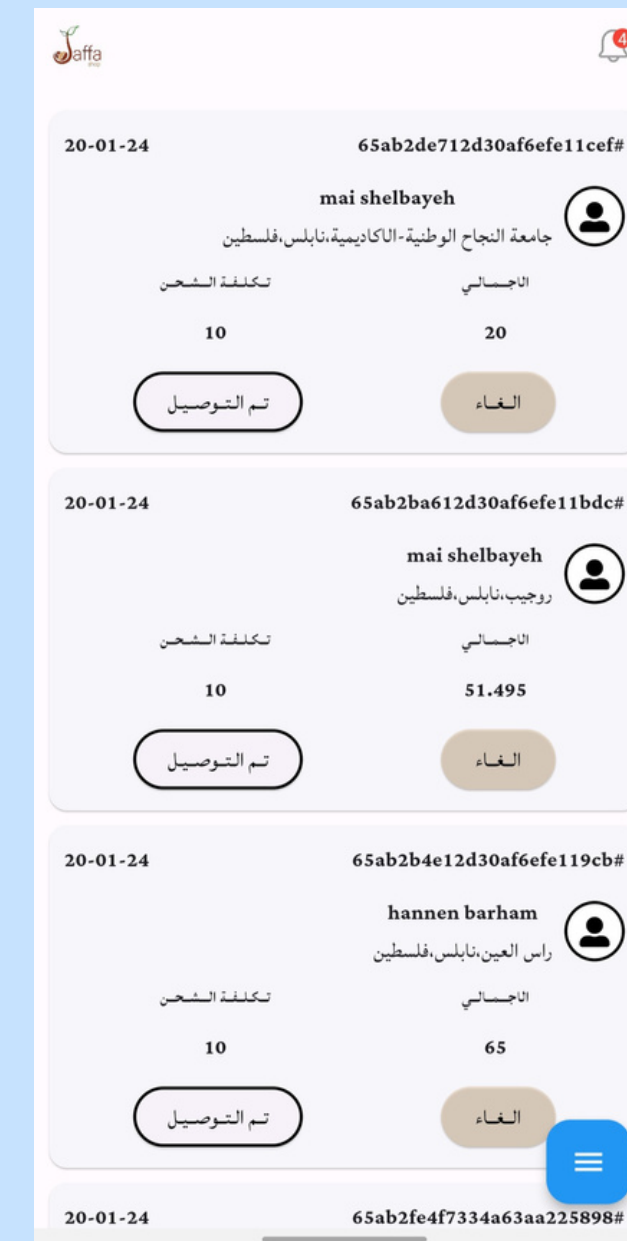 Jaffa
shop
4
65ab2de712d30af6efe11cef# 20-01-24
mai shelbayeh
جامعة النجاح الوطنية-الاكاديمية،نابلس،فلسطين
الاجمالي تكلفة الشحن
20 10
الغاء تم التوصيل
65ab2ba612d30af6efe11bdc# 20-01-24
mai shelbayeh
روجيب،نابلس،فلسطين
الاجمالي تكلفة الشحن
51.495 10
الغاء تم التوصيل
65ab2b4e12d30af6efe119cb# 20-01-24
hannen barham
راس العين،نابلس،فلسطين
الاجمالي تكلفة الشحن
65 10
الغاء تم التوصيل
65ab2fe4f7334a63aa225898# 20-01-24